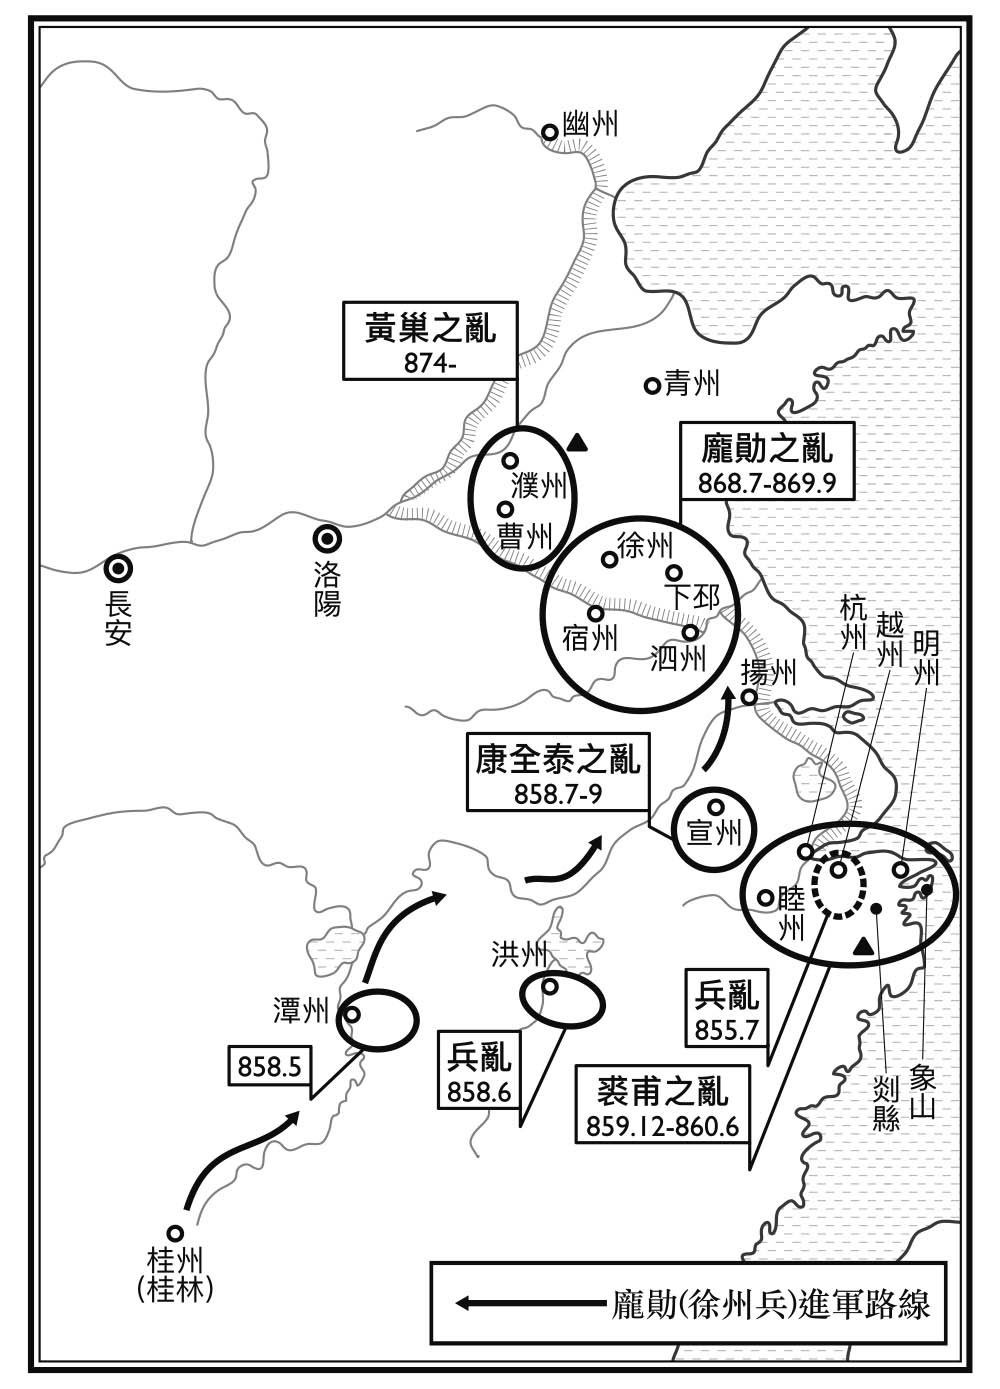 幽州
黃巢之亂
874-
青州
龐勛之亂
868.7-869.9
濮州
曹州
徐州
下邳
洛陽
長安
宿州
泗州
杭州
越州
明州
揚州
康全泰之亂
858.7-9
宣州
睦州
洪州
潭州
兵亂
855.7
858.5
兵亂
858.6
裘甫之亂
859.12-860.6
剡縣
象山
桂州
(桂林)
龐勛(徐州兵)進軍路線